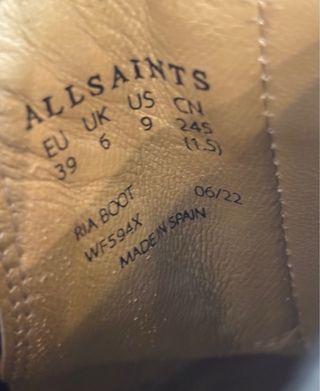 ALLSAINTS
EU UK US CN
39 6 9 245
(1.5)
RIA BOOT 06/22
WF594X
MADE IN SPAIN